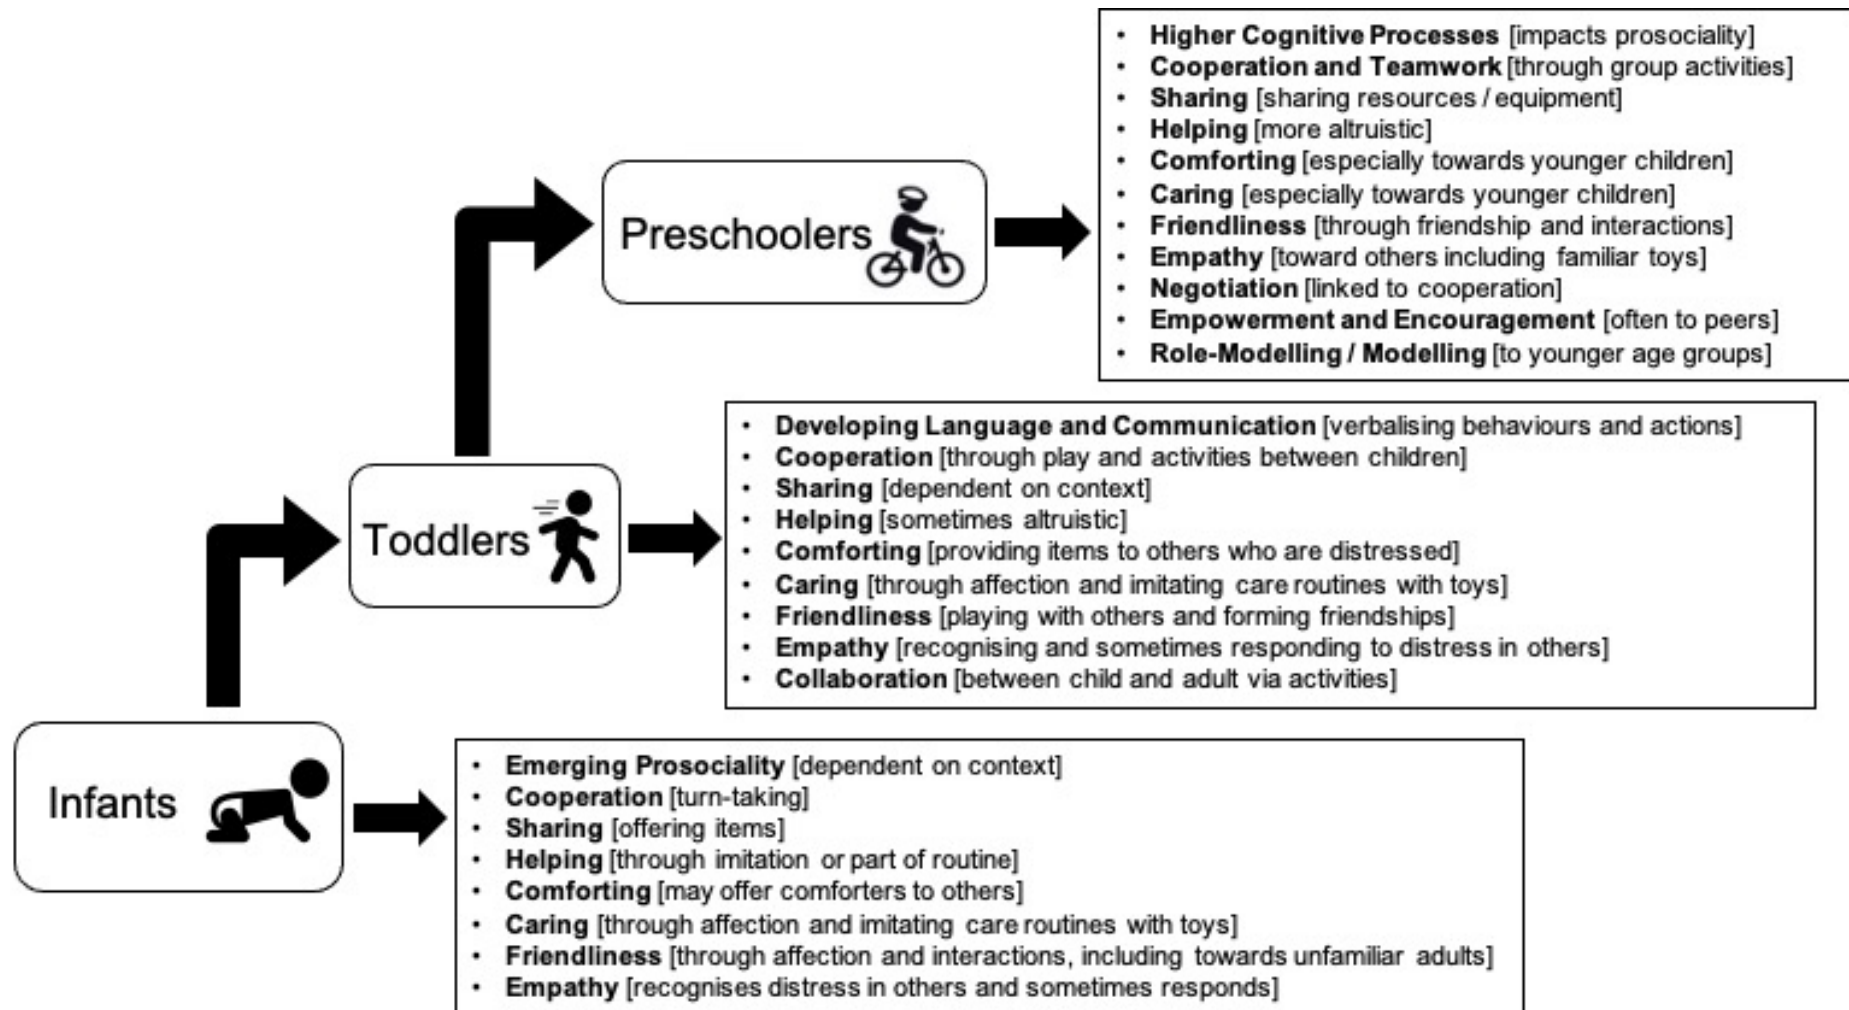 • Higher Cognitive Processes [impacts prosociality]
• Cooperation and Teamwork [through group activities]
• Sharing [sharing resources / equipment]
• Helping [more altruistic]
• Comforting [especially towards younger children]
• Caring [especially towards younger children]
• Friendliness [through friendship and interactions]
• Empathy [toward others including familiar toys]
• Negotiation [linked to cooperation]
• Empowerment and Encouragement [often to peers]
• Role-Modelling / Modelling [to younger age groups]
Preschoolers
• Developing Language and Communication [verbalising behaviours and actions]
• Cooperation [through play and activities between children]
• Sharing [dependent on context]
• Helping [sometimes altruistic]
• Comforting [providing items to others who are distressed]
• Caring [through affection and imitating care routines with toys]
• Friendliness [playing with others and forming friendships]
• Empathy [recognising and sometimes responding to distress in others]
• Collaboration [between child and adult via activities]
Toddlers
• Emerging Prosociality [dependent on context]
• Cooperation [turn-taking]
• Sharing [offering items]
• Helping [through imitation or part of routine]
• Comforting [may offer comforters to others]
• Caring [through affection and imitating care routines with toys]
• Friendliness [through affection and interactions, including towards unfamiliar adults]
• Empathy [recognises distress in others and sometimes responds]
Infants